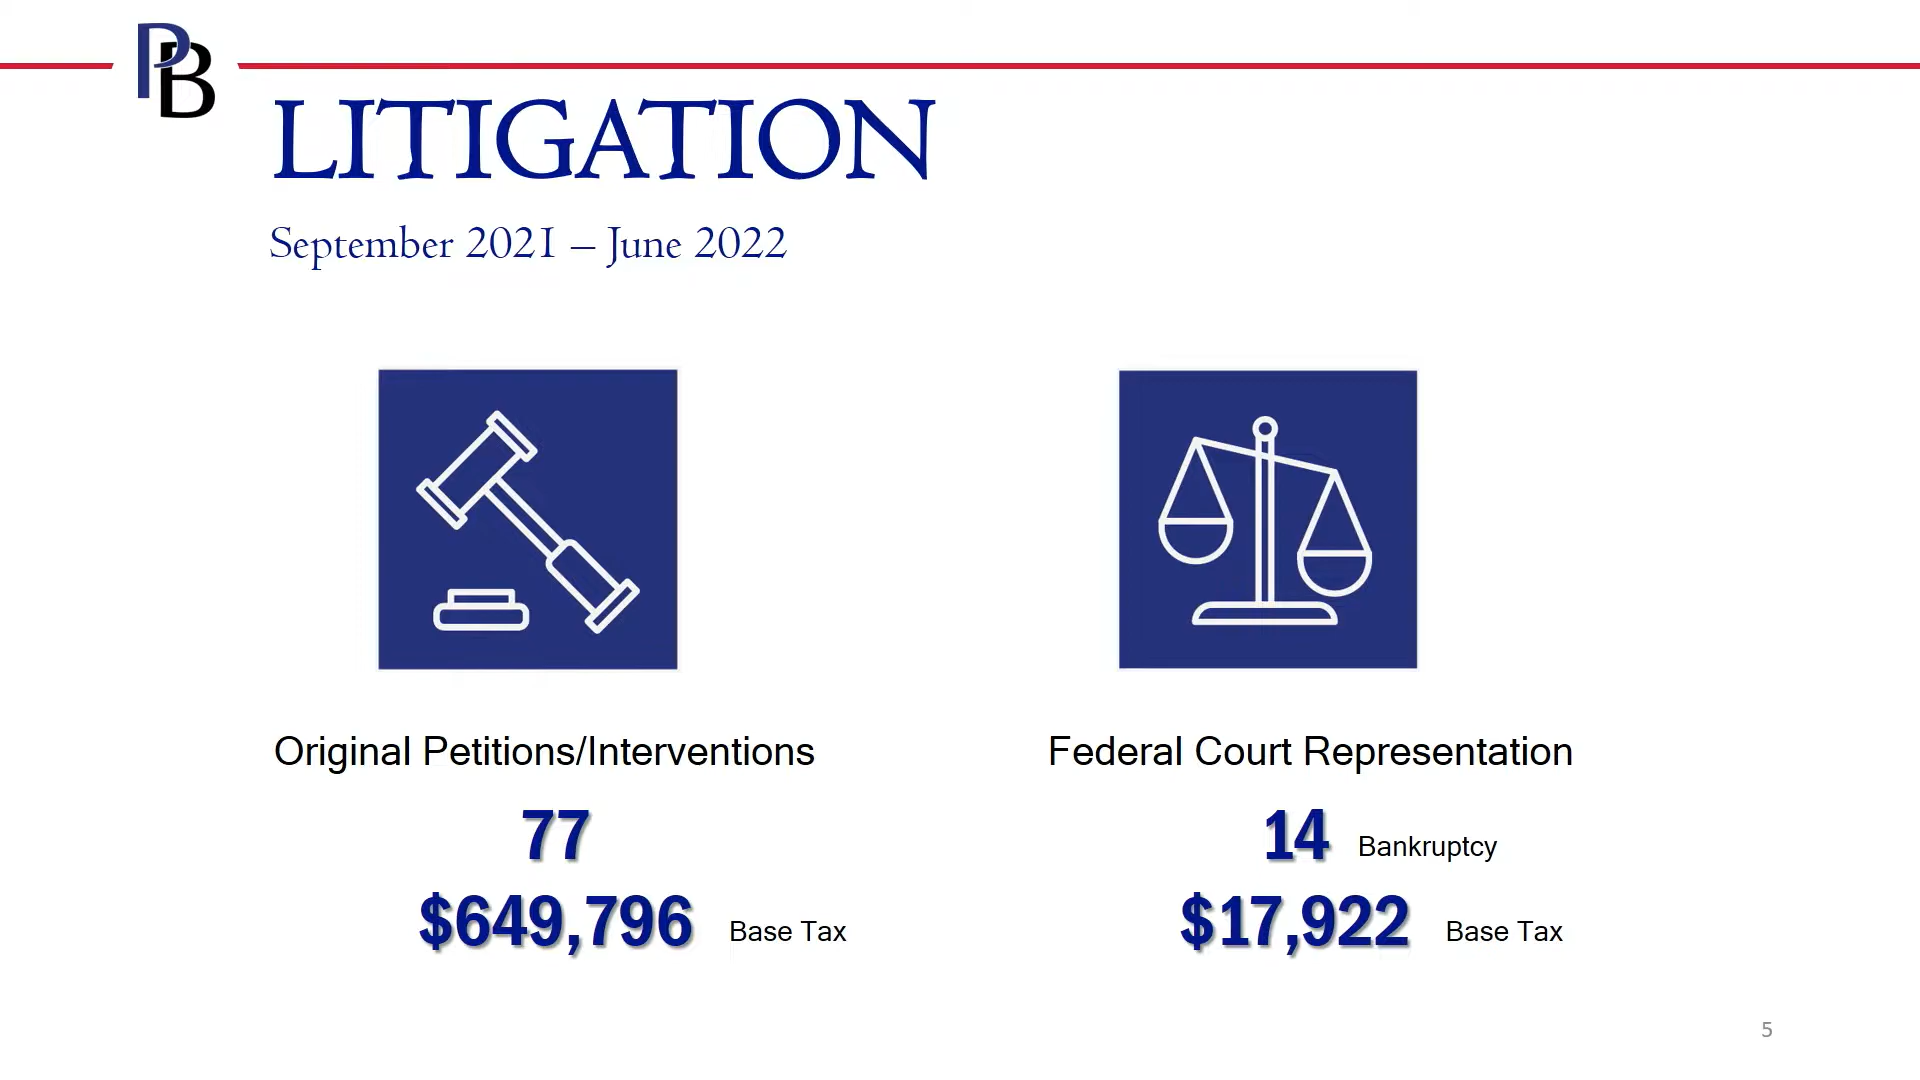 PB
LITIGATION
September 2021 – June 2022
Original Petitions/Interventions
77
$649,796 Base Tax
Federal Court Representation
14 Bankruptcy
$17,922 Base Tax
5